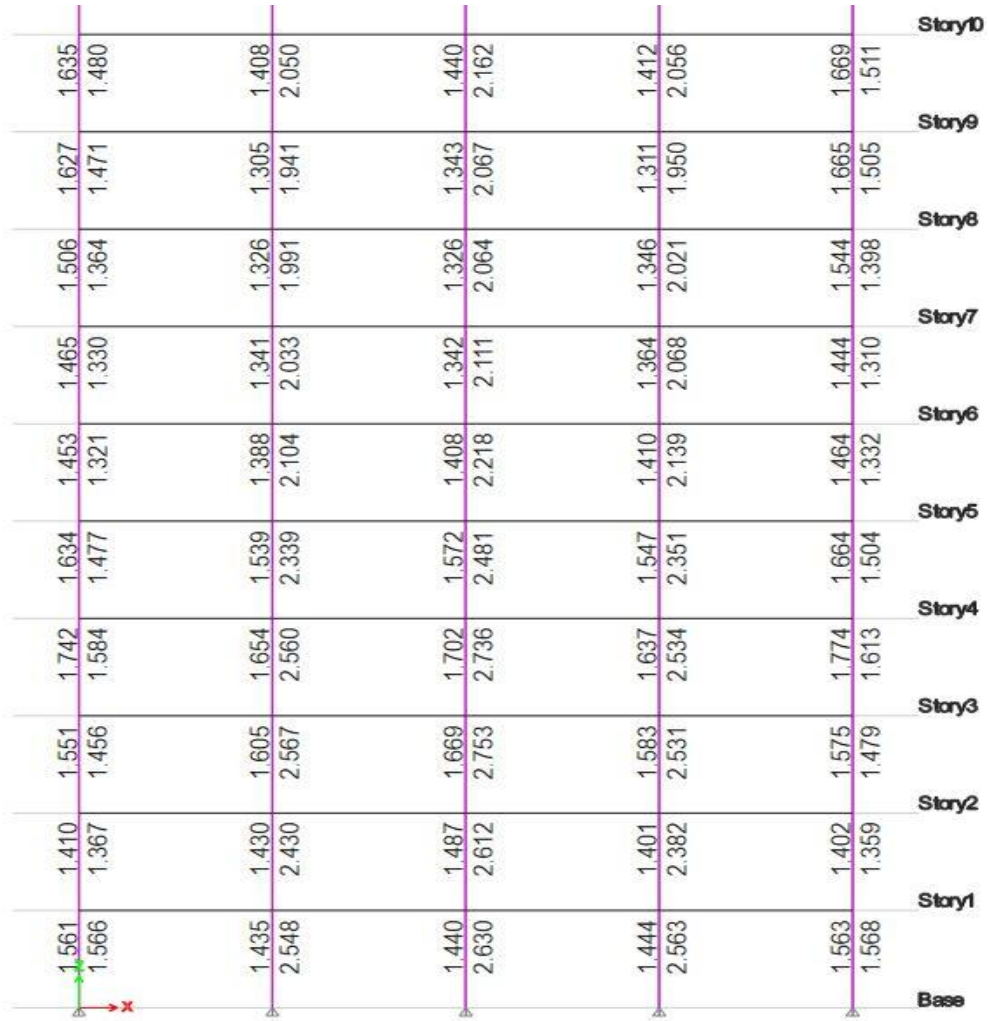 Story10
1.635 1.480 1.408 2.050 1.440 2.162 1.412 2.056 1.669 1.511
Story9
1.627 1.471 1.305 1.941 1.343 2.067 1.311 1.950 1.665 1.505
Story8
1.506 1.364 1.326 1.991 1.326 2.064 1.346 2.021 1.544 1.398
Story7
1.465 1.330 1.341 2.033 1.342 2.111 1.364 2.068 1.444 1.310
Story6
1.453 1.321 1.388 2.104 1.408 2.218 1.410 2.139 1.464 1.332
Story5
1.634 1.477 1.539 2.339 1.572 2.481 1.547 2.351 1.664 1.504
Story4
1.742 1.584 1.654 2.560 1.702 2.736 1.637 2.534 1.774 1.613
Story3
1.551 1.456 1.605 2.567 1.669 2.753 1.583 2.531 1.575 1.479
Story2
1.410 1.367 1.430 2.430 1.487 2.612 1.401 2.382 1.402 1.359
Story1
1.561 1.566 1.435 2.548 1.440 2.630 1.444 2.563 1.563 1.568
Z
X
Base